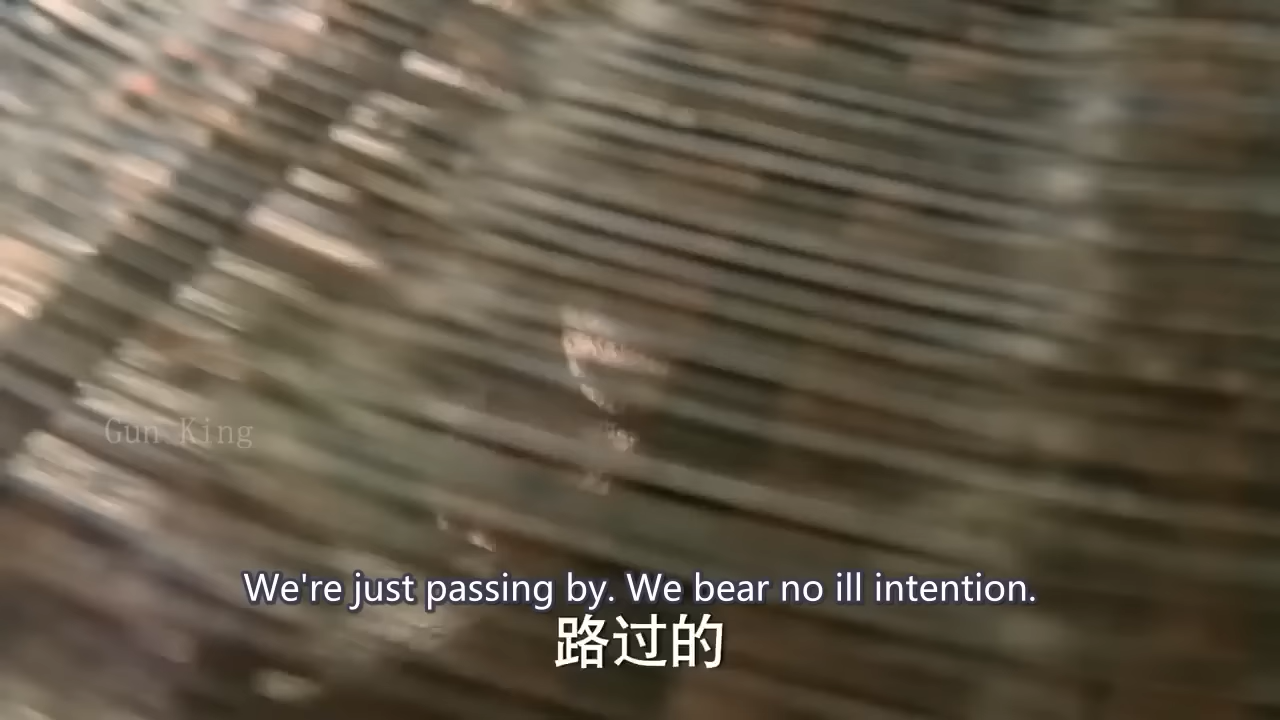 Gun King
We're just passing by. We bear no ill intention.
路过的